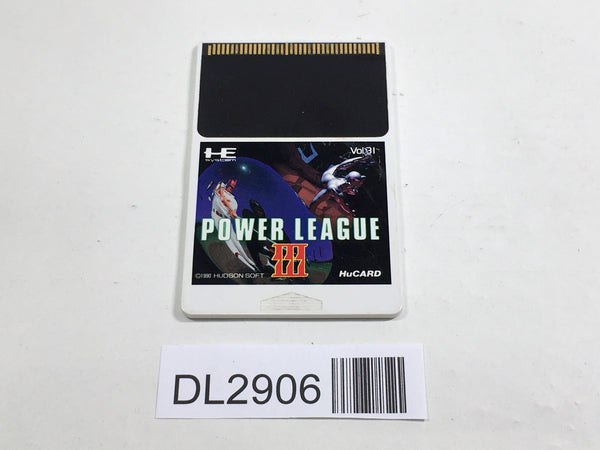 HE system
Vol.31
POWER LEAGUE
III
©1990 HUDSON SOFT
HuCARD
DL2906